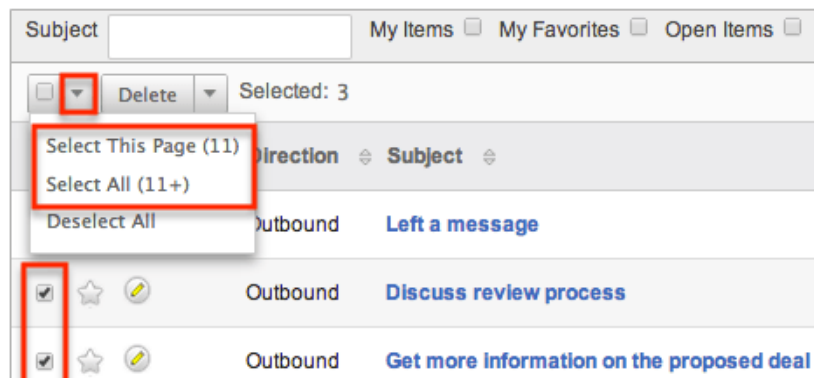 Subject My Items My Favorites Open Items
Delete Selected: 3
Select This Page (11)
Direction Subject
Select All (11+)
Deselect All
Outbound Left a message
Outbound Discuss review process
Outbound Get more information on the proposed deal